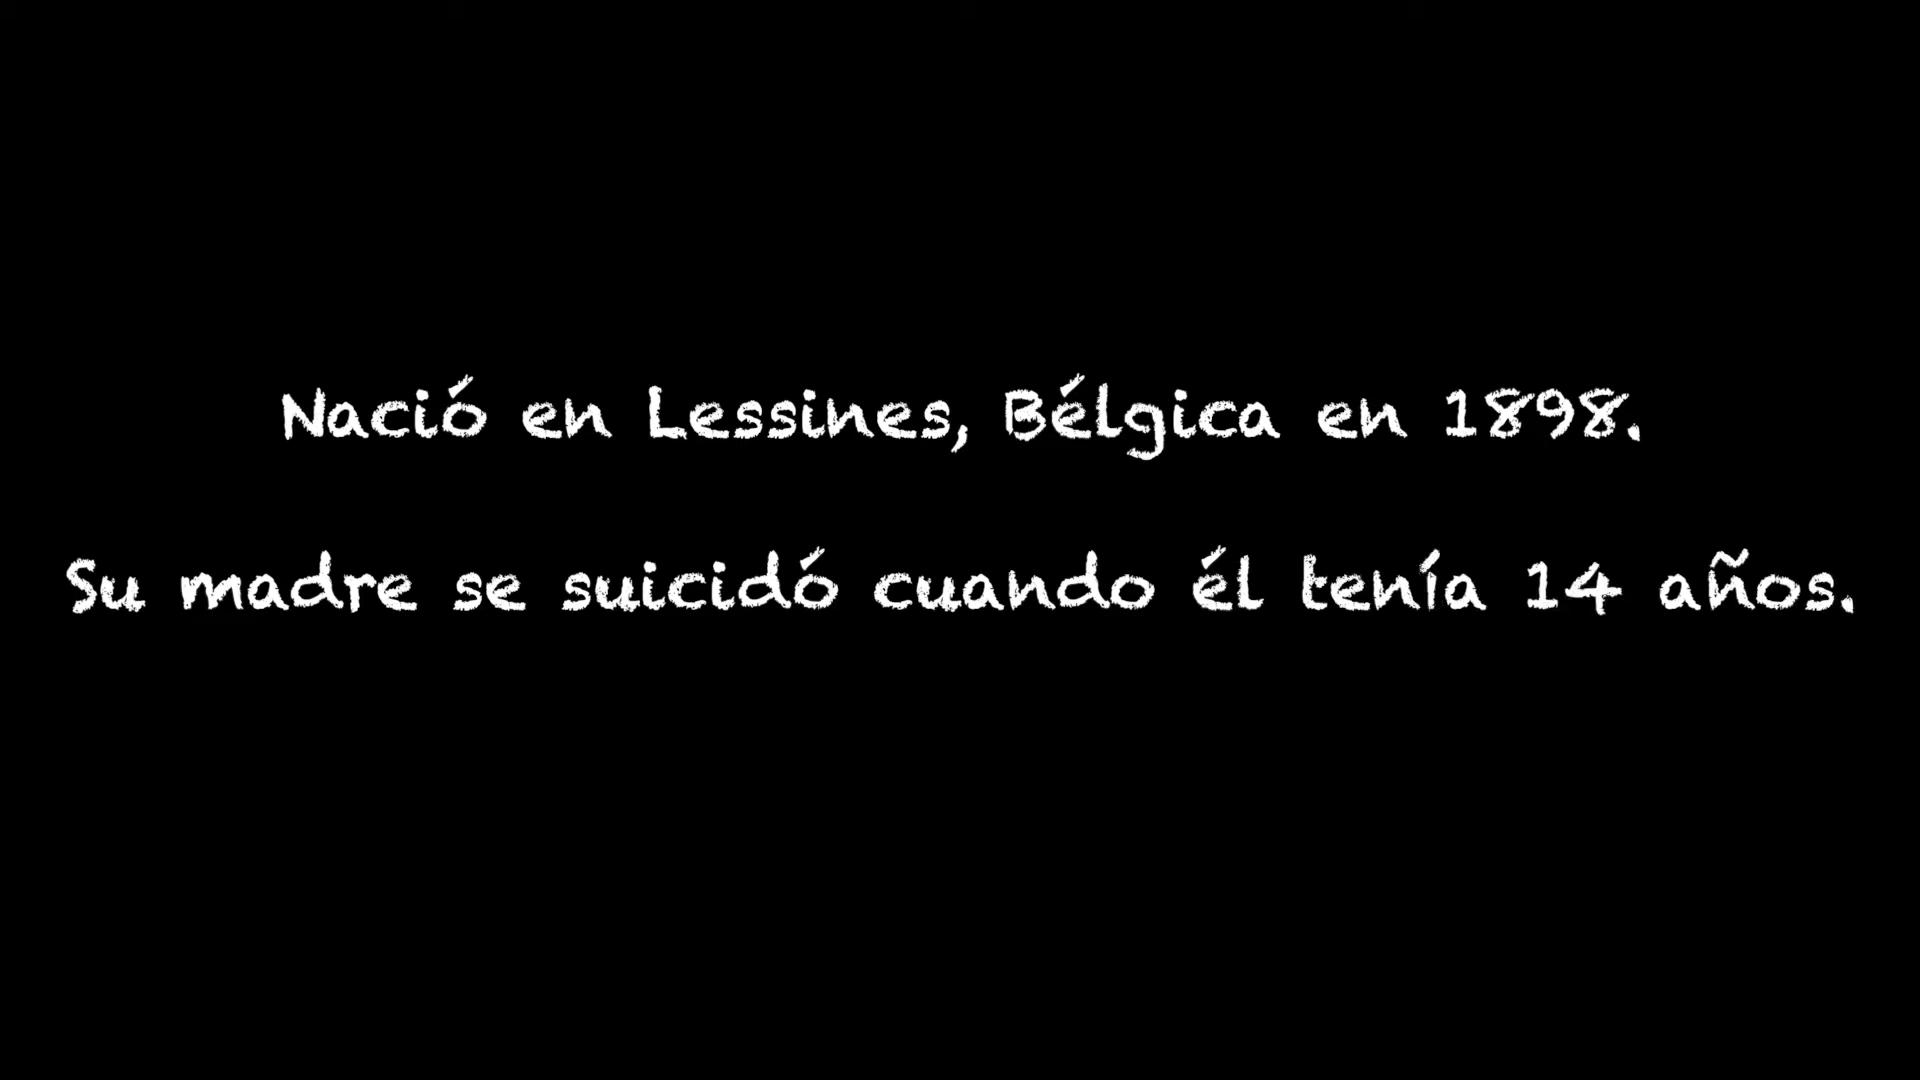 Nació en Lessines, Bélgica en 1898.
Su madre se suicidó cuando él tenía 14 años.